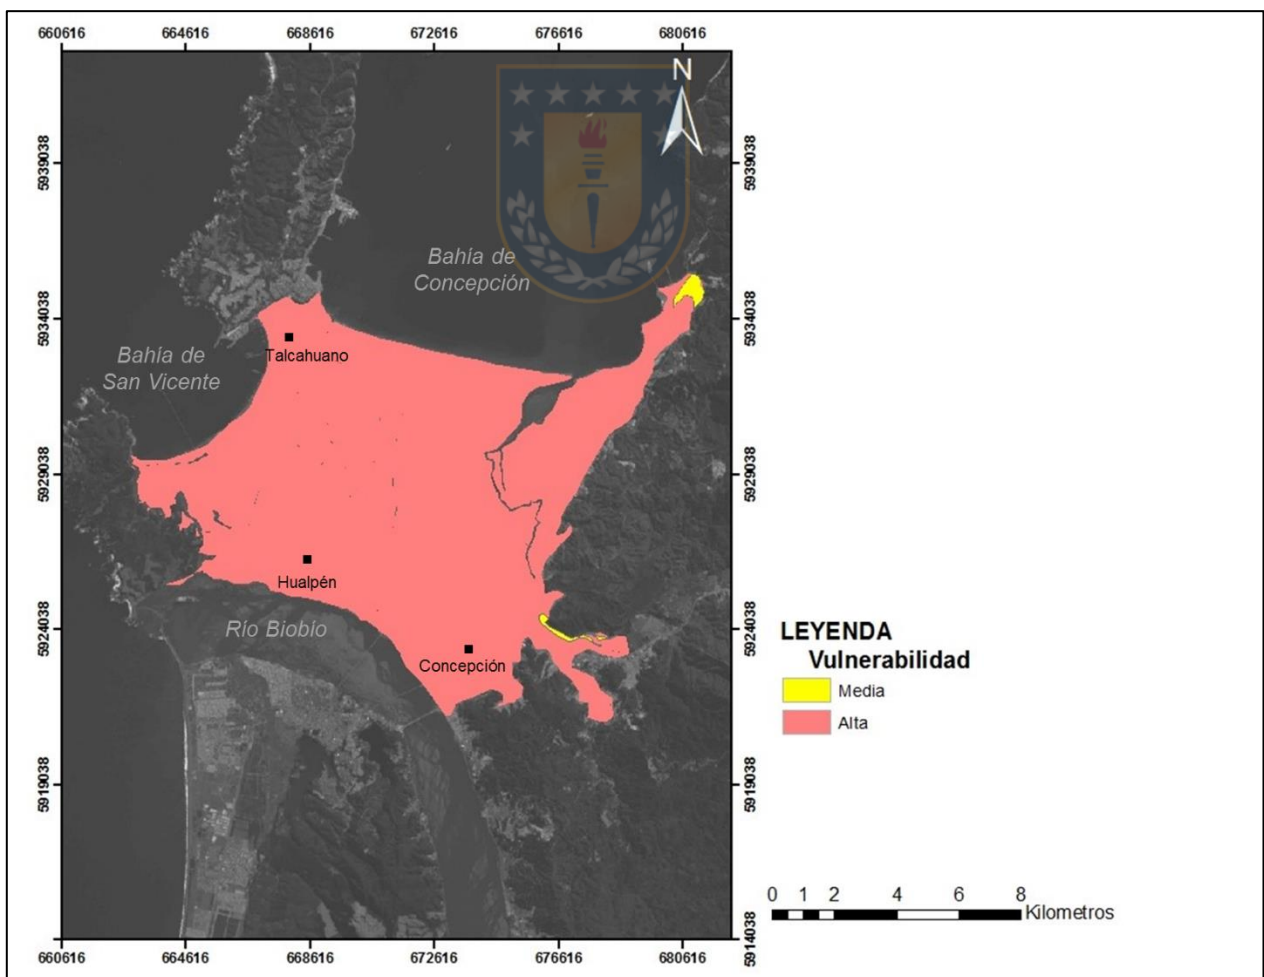 660616 664616 668616 672616 676616 680616
N
5939038 5939038
Bahía de
Concepción
5934038 5934038
Talcahuano
Bahía de
San Vicente
5929038 5929038
Hualpén
5924038 5924038
Río Biobio
Concepción
LEYENDA
Vulnerabilidad
Media
Alta
5919038 5919038
0 1 2 4 6 8
Kilometros
5914038
660616 664616 668616 672616 676616 680616